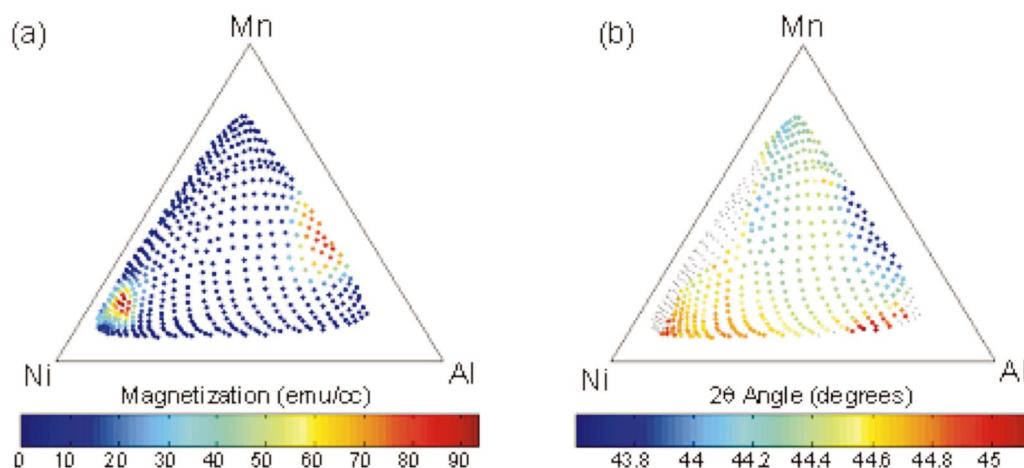 (a)
Mn
Ni
Al
Magnetization (emu/cc)
0 10 20 30 40 50 60 70 80 90
(b)
Mn
Ni
Al
2θ Angle (degrees)
43.8 44 44.2 44.4 44.6 44.8 45